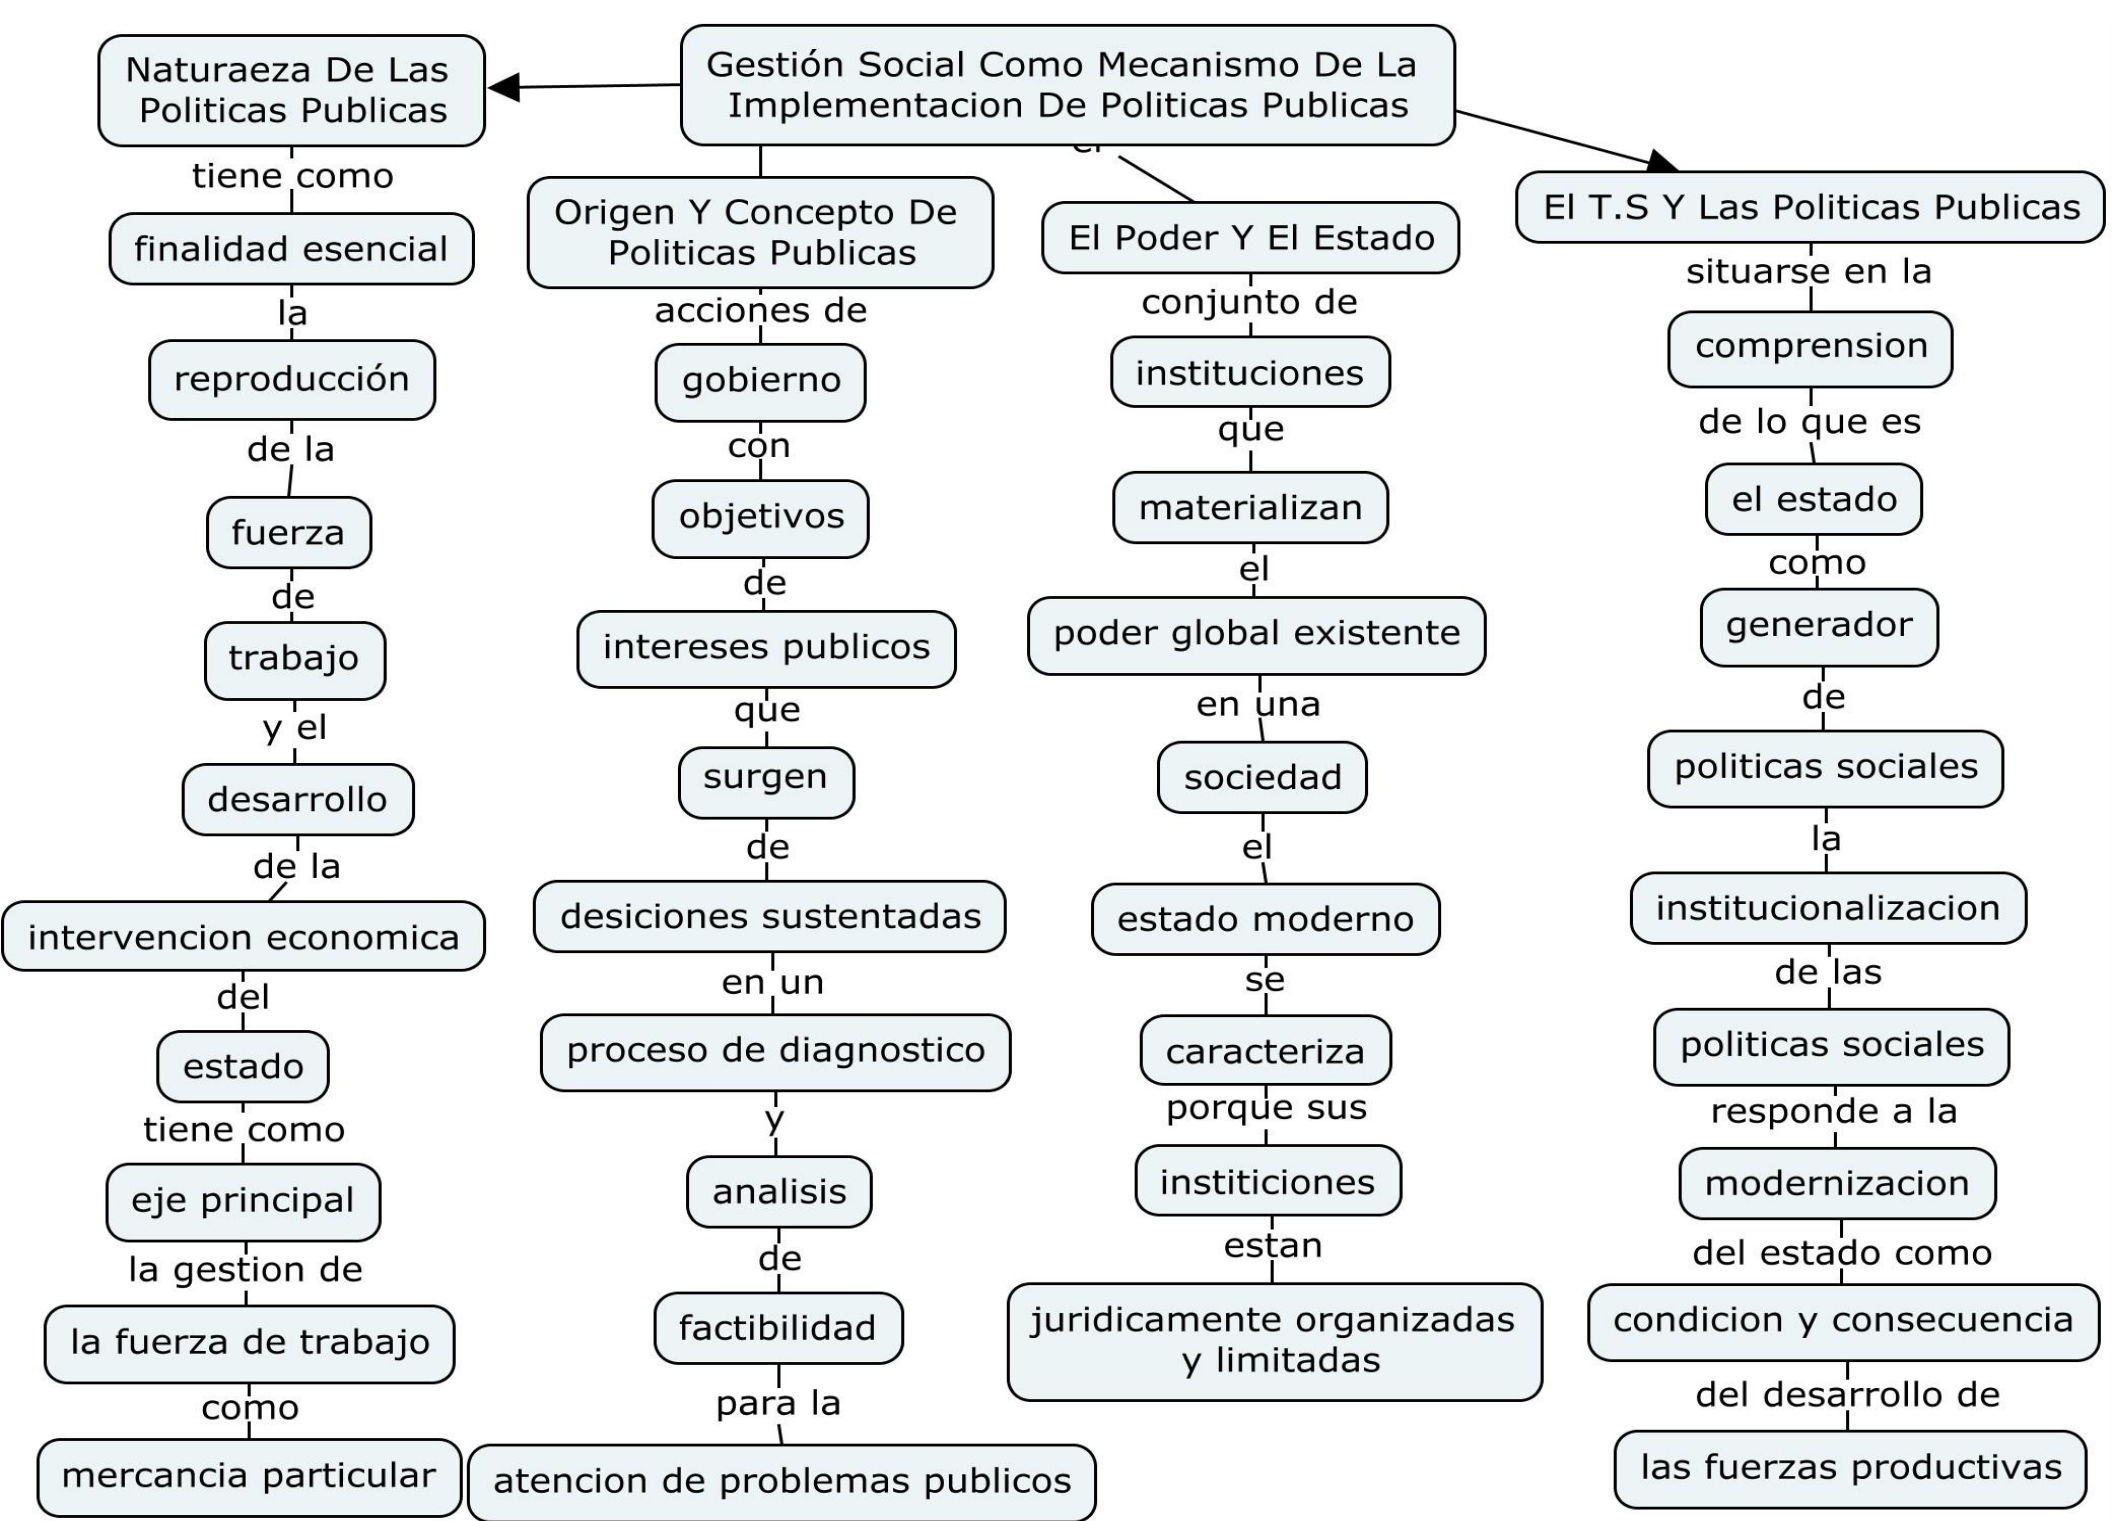 Gestión Social Como Mecanismo De La
Implementacion De Politicas Publicas
Naturaeza De Las
Politicas Publicas
tiene como
finalidad esencial
la
reproducción
de la
fuerza
de
trabajo
y el
desarrollo
de la
intervencion economica
del
estado
tiene como
eje principal
la gestion de
la fuerza de trabajo
como
mercancia particular
Origen Y Concepto De
Politicas Publicas
acciones de
gobierno
con
objetivos
de
intereses publicos
que
surgen
de
desiciones sustentadas
en un
proceso de diagnostico
y
analisis
de
factibilidad
para la
atencion de problemas publicos
El Poder Y El Estado
conjunto de
instituciones
que
materializan
el
poder global existente
en una
sociedad
el
estado moderno
se
caracteriza
porque sus
institiciones
estan
juridicamente organizadas
y limitadas
El T.S Y Las Politicas Publicas
situarse en la
comprension
de lo que es
el estado
como
generador
de
politicas sociales
la
institucionalizacion
de las
politicas sociales
responde a la
modernizacion
del estado como
condicion y consecuencia
del desarrollo de
las fuerzas productivas